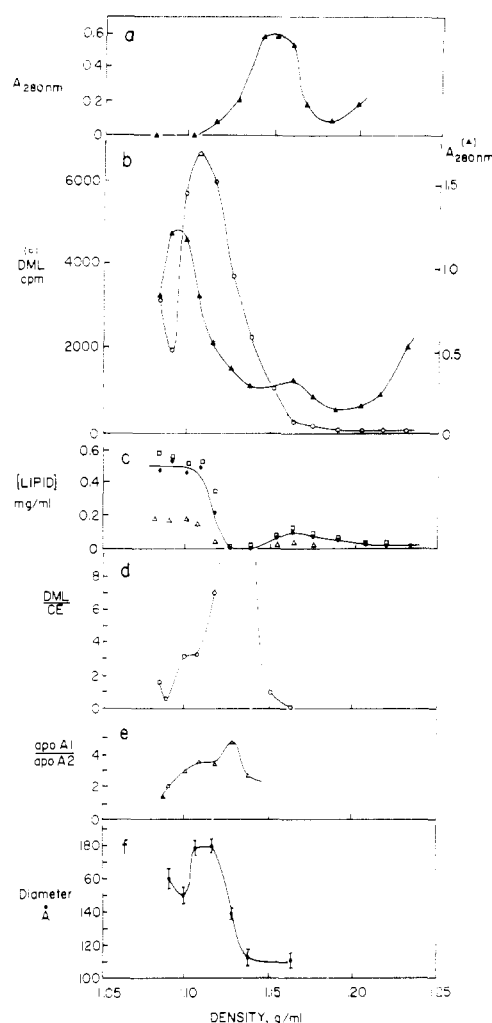 a
0.6
0.4
0.2
0
A280nm
b
A280nm (▲)
6000
4000
2000
0
(o)
DML
cpm
1.5
1.0
0.5
0
c
0.6
0.4
0.2
0
[LIPID]
mg/ml
d
8
6
4
2
0
DML
CE
e
4
2
0
apo A1
apo A2
f
180
160
140
120
100
Diameter
Å
1.05
1.10
1.15
1.20
DENSITY, g/ml